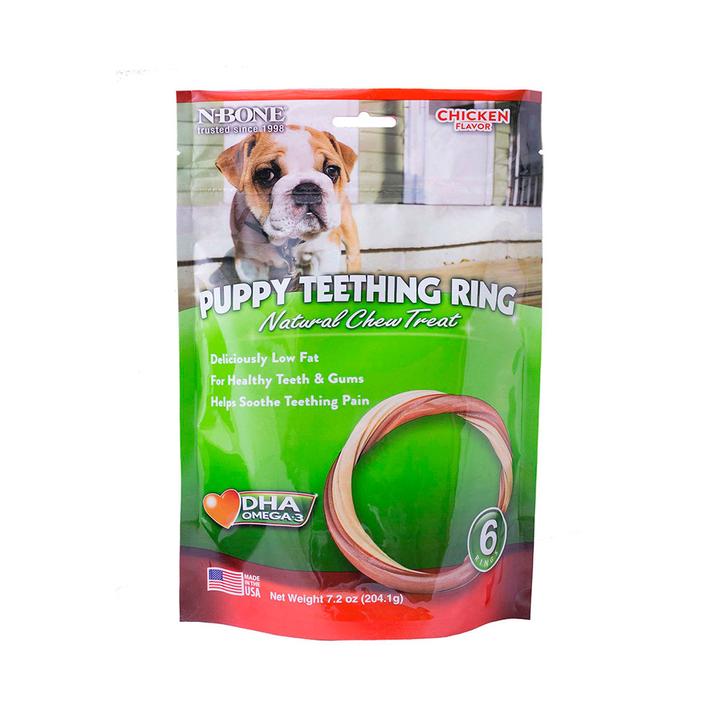 N-BONE®
trusted since 1998
CHICKEN
FLAVOR
PUPPY TEETHING RING
Natural Chew Treat
Deliciously Low Fat
For Healthy Teeth & Gums
Helps Soothe Teething Pain
DHA
OMEGA-3
6
RINGS
MADE
IN THE
USA
Net Weight 7.2 oz (204.1g)